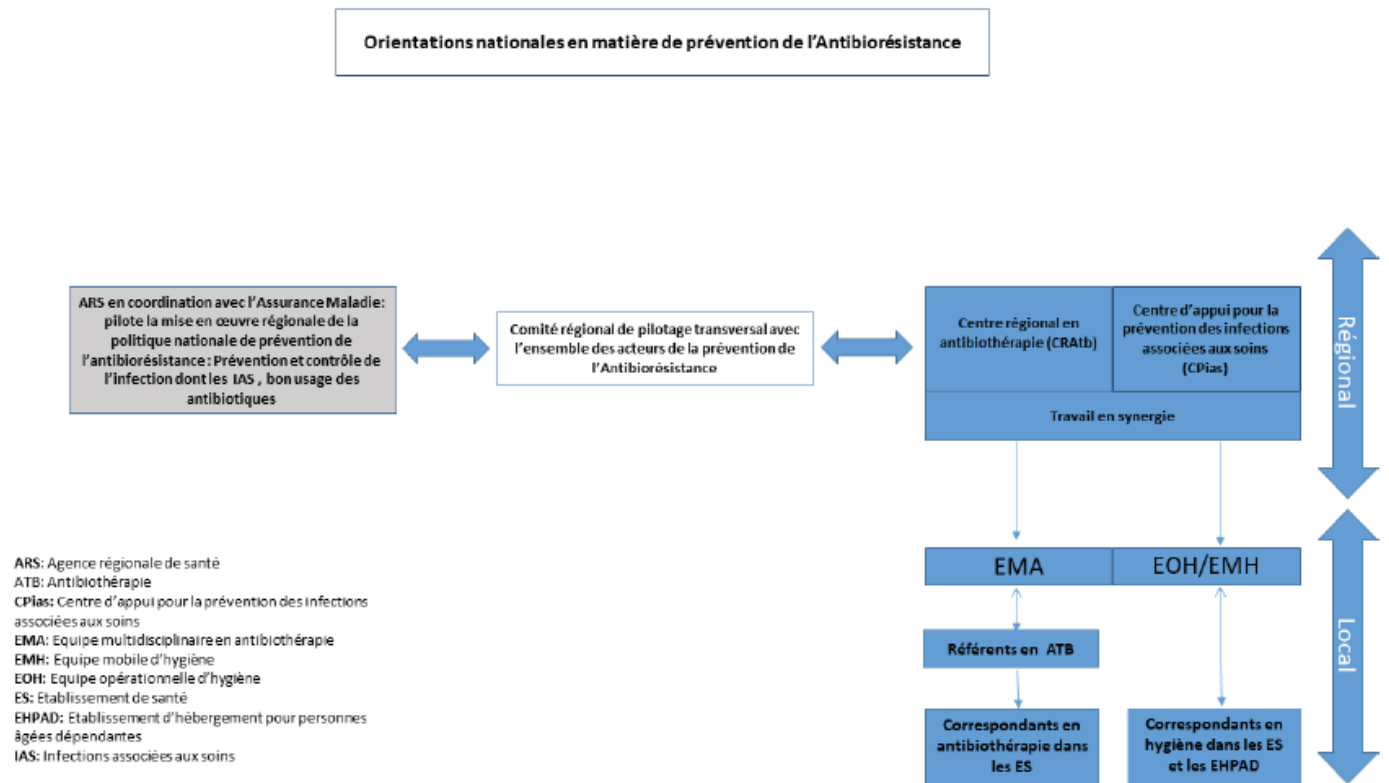 Orientations nationales en matière de prévention de l'Antibiorésistance
ARS en coordination avec l'Assurance Maladie:
pilote la mise en œuvre régionale de la
politique nationale de prévention de
l'antibiorésistance: Prévention et contrôle de
l'infection dont les IAS , bon usage des
antibiotiques
Comité régional de pilotage transversal avec
l'ensemble des acteurs de la prévention de
l'Antibiorésistance
Centre régional en
antibiothérapie (CRAtb)
Centre d'appui pour la
prévention des infections
associées aux soins
(CPias)
Travail en synergie
Régional
EMA
EOH/EMH
Référents en ATB
Correspondants en
antibiothérapie dans
les ES
Correspondants en
hygiène dans les ES
et les EHPAD
Local
ARS: Agence régionale de santé
ATB: Antibiothérapie
CPias: Centre d'appui pour la prévention des infections
associées aux soins
EMA: Equipe multidisciplinaire en antibiothérapie
EMH: Equipe mobile d'hygiène
EOH: Equipe opérationnelle d'hygiène
ES: Etablissement de santé
EHPAD: Etablissement d'hébergement pour personnes
âgées dépendantes
IAS: Infections associées aux soins